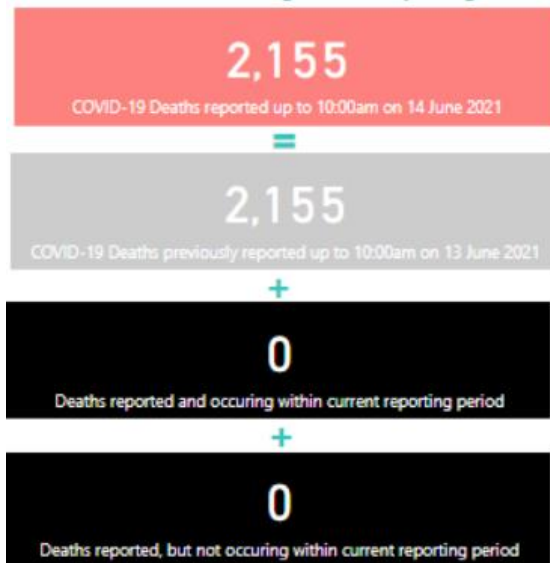 2,155
COVID-19 Deaths reported up to 10:00am on 14 June 2021
=
2,155
COVID-19 Deaths previously reported up to 10:00am on 13 June 2021
+
0
Deaths reported and occuring within current reporting period
+
0
Deaths reported, but not occuring within current reporting period